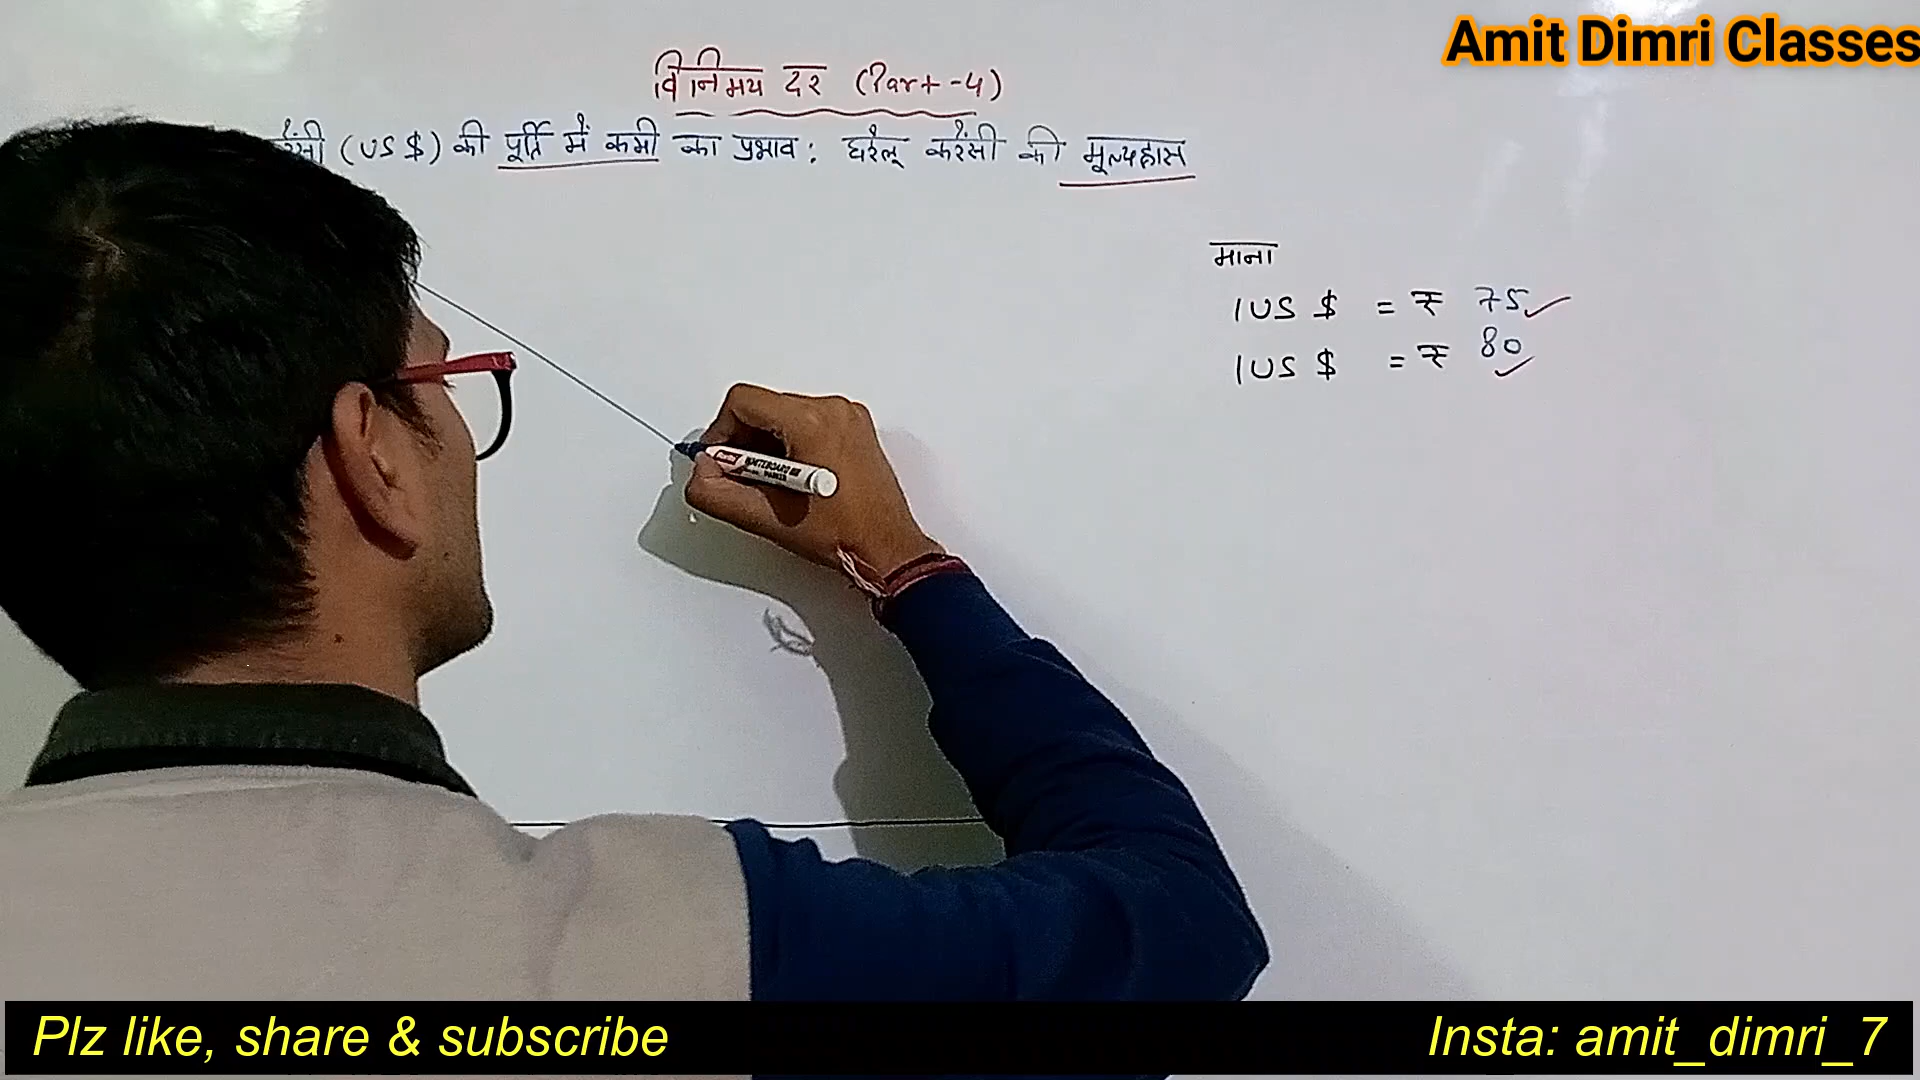 Amit Dimri Classes
विनिमय दर (Part-4)
(US $) की पूर्ति में कमी का प्रभाव: घरेलू करेंसी की मूल्यह्रास
माना
1 US $ = ₹ 75
1 US $ = ₹ 80
Plz like, share & subscribe
Insta: amit_dimri_7